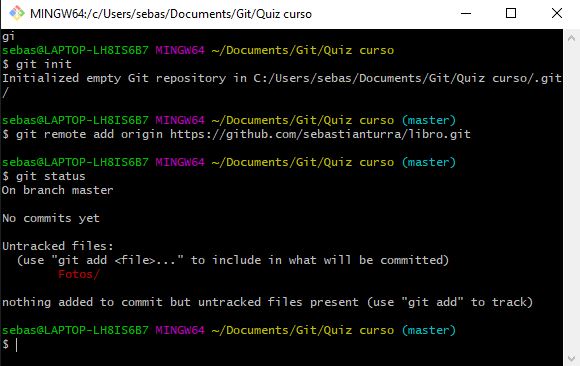 MINGW64:/c/Users/sebas/Documents/Git/Quiz curso
gi
sebas@LAPTOP-LH8IS6B7 MINGW64 ~/Documents/Git/Quiz curso
$ git init
Initialized empty Git repository in C:/Users/sebas/Documents/Git/Quiz curso/.git
/
sebas@LAPTOP-LH8IS6B7 MINGW64 ~/Documents/Git/Quiz curso (master)
$ git remote add origin https://github.com/sebastianturra/libro.git
sebas@LAPTOP-LH8IS6B7 MINGW64 ~/Documents/Git/Quiz curso (master)
$ git status
On branch master
No commits yet
Untracked files:
(use "git add <file>..." to include in what will be committed)
Fotos/
nothing added to commit but untracked files present (use "git add" to track)
sebas@LAPTOP-LH8IS6B7 MINGW64 ~/Documents/Git/Quiz curso (master)
$